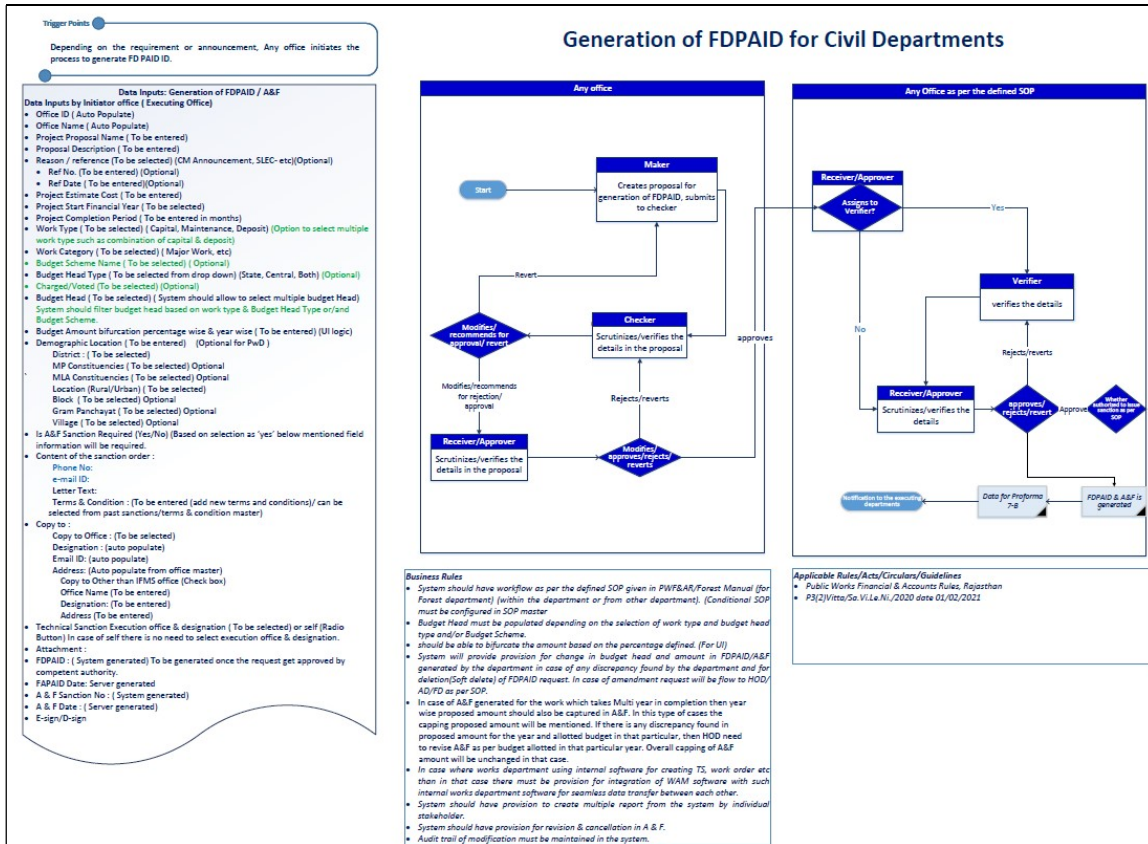 Trigger Points
Depending on the requirement or announcement, Any office initiates the
process to generate FD PAID ID.
Generation of FDPAID for Civil Departments
Data Inputs: Generation of FDPAID / A&F
Data Inputs by Initiator office ( Executing Office)
• Office ID ( Auto Populate)
• Office Name ( Auto Populate)
• Project Proposal Name ( To be entered)
• Proposal Description ( To be entered)
• Reason / reference (To be selected) (CM Announcement, SLEC- etc)(Optional)
• Ref No. (To be entered) (Optional)
• Ref Date ( To be entered)(Optional)
• Project Estimate Cost ( To be entered)
• Project Start Financial Year ( To be selected)
• Project Completion Period ( To be entered in months)
• Work Type ( To be selected) ( Capital, Maintenance, Deposit) (Option to select multiple
work type such as combination of capital & deposit)
• Work Category ( To be selected) ( Major Work, etc)
• Budget Scheme Name ( To be selected) ( Optional)
• Budget Head Type ( To be selected from drop down) (State, Central, Both) (Optional)
• Charged/Voted (To be selected) (Optional)
• Budget Head ( To be selected) ( System should allow to select multiple budget Head)
System should filter budget head based on work type & Budget Head Type or/and
Budget Scheme.
• Budget Amount bifurcation percentage wise & year wise ( To be entered) (UI logic)
• Demographic Location ( To be entered) (Optional for PwD )
District : ( To be selected)
MP Constituencies ( To be selected) Optional
MLA Constituencies ( To be selected) Optional
Location (Rural/Urban) ( To be selected)
Block ( To be selected) Optional
Gram Panchayat ( To be selected) Optional
Village ( To be selected) Optional
• Is A&F Sanction Required (Yes/No) (Based on selection as 'yes' below mentioned field
information will be required.
• Content of the sanction order :
Phone No:
e-mail ID:
Letter Text:
Terms & Condition : (To be entered (add new terms and conditions)/ can be
selected from past sanctions/terms & condition master)
• Copy to :
Copy to Office : (To be selected)
Designation : (auto populate)
Email ID: (auto populate)
Address: (Auto populate from office master)
Copy to Other than IFMS office (Check box)
Office Name (To be entered)
Designation: (To be entered)
Address (To be entered)
• Technical Sanction Execution office & designation ( To be selected) or self (Radio
Button) In case of self there is no need to select execution office & designation.
• Attachment :
• FDPAID : ( System generated) To be generated once the request get approved by
competent authority.
• FAPAID Date: Server generated
• A & F Sanction No : ( System generated)
• A & F Date : ( Server generated)
• E-sign/D-sign
Any office
Start
Maker
Creates proposal for
generation of FDPAID, submits
to checker
Revert
Modifies/
recommends for
approval/ revert
Checker
Scrutinizes/verifies the
details in the proposal
Modifies/recommends
for rejection/
approval
Rejects/reverts
Receiver/Approver
Scrutinizes/verifies the
details in the proposal
Modifies/
approves/rejects/
reverts
approves
Any Office as per the defined SOP
Receiver/Approver
Assigns to
Verifier?
Yes
No
Verifier
verifies the details
Rejects/reverts
Receiver/Approver
Scrutinizes/verifies the
details
approves/
rejects/revert
Approve
Whether
authorized to issue
sanction as per
SOP
Notification to the executing
departments
Data for Proforma
7-B
FDPAID & A&F is
generated
Business Rules
• System should have workflow as per the defined SOP given in PWF&AR/Forest Manual (for
Forest department) (within the department or from other department). (Conditional SOP
must be configured in SOP master
• Budget Head must be populated depending on the selection of work type and budget head
type and/or Budget Scheme.
• should be able to bifurcate the amount based on the percentage defined. (For UI)
• System will provide provision for change in budget head and amount in FDPAID/A&F
generated by the department in case of any discrepancy found by the department and for
deletion(Soft delete) of FDPAID request. In case of amendment request will be flow to HOD/
AD/FD as per SOP.
• In case of A&F generated for the work which takes Multi year in completion then year
wise proposed amount should also be captured in A&F. In this type of cases the
capping proposed amount will be mentioned. If there is any discrepancy found in
proposed amount for the year and allotted budget in that particular, then HOD need
to revise A&F as per budget allotted in that particular year. Overall capping of A&F
amount will be unchanged in that case.
• In case where works department using internal software for creating TS, work order etc
than in that case there must be provision for integration of WAM software with such
internal works department software for seamless data transfer between each other.
• System should have provision to create multiple report from the system by individual
stakeholder.
• System should have provision for revision & cancellation in A & F.
• Audit trail of modification must be maintained in the system.
Applicable Rules/Acts/Circulars/Guidelines
• Public Works Financial & Accounts Rules, Rajasthan
• P3(2)Vitta/Sa.Vi.Le.Ni./2020 date 01/02/2021